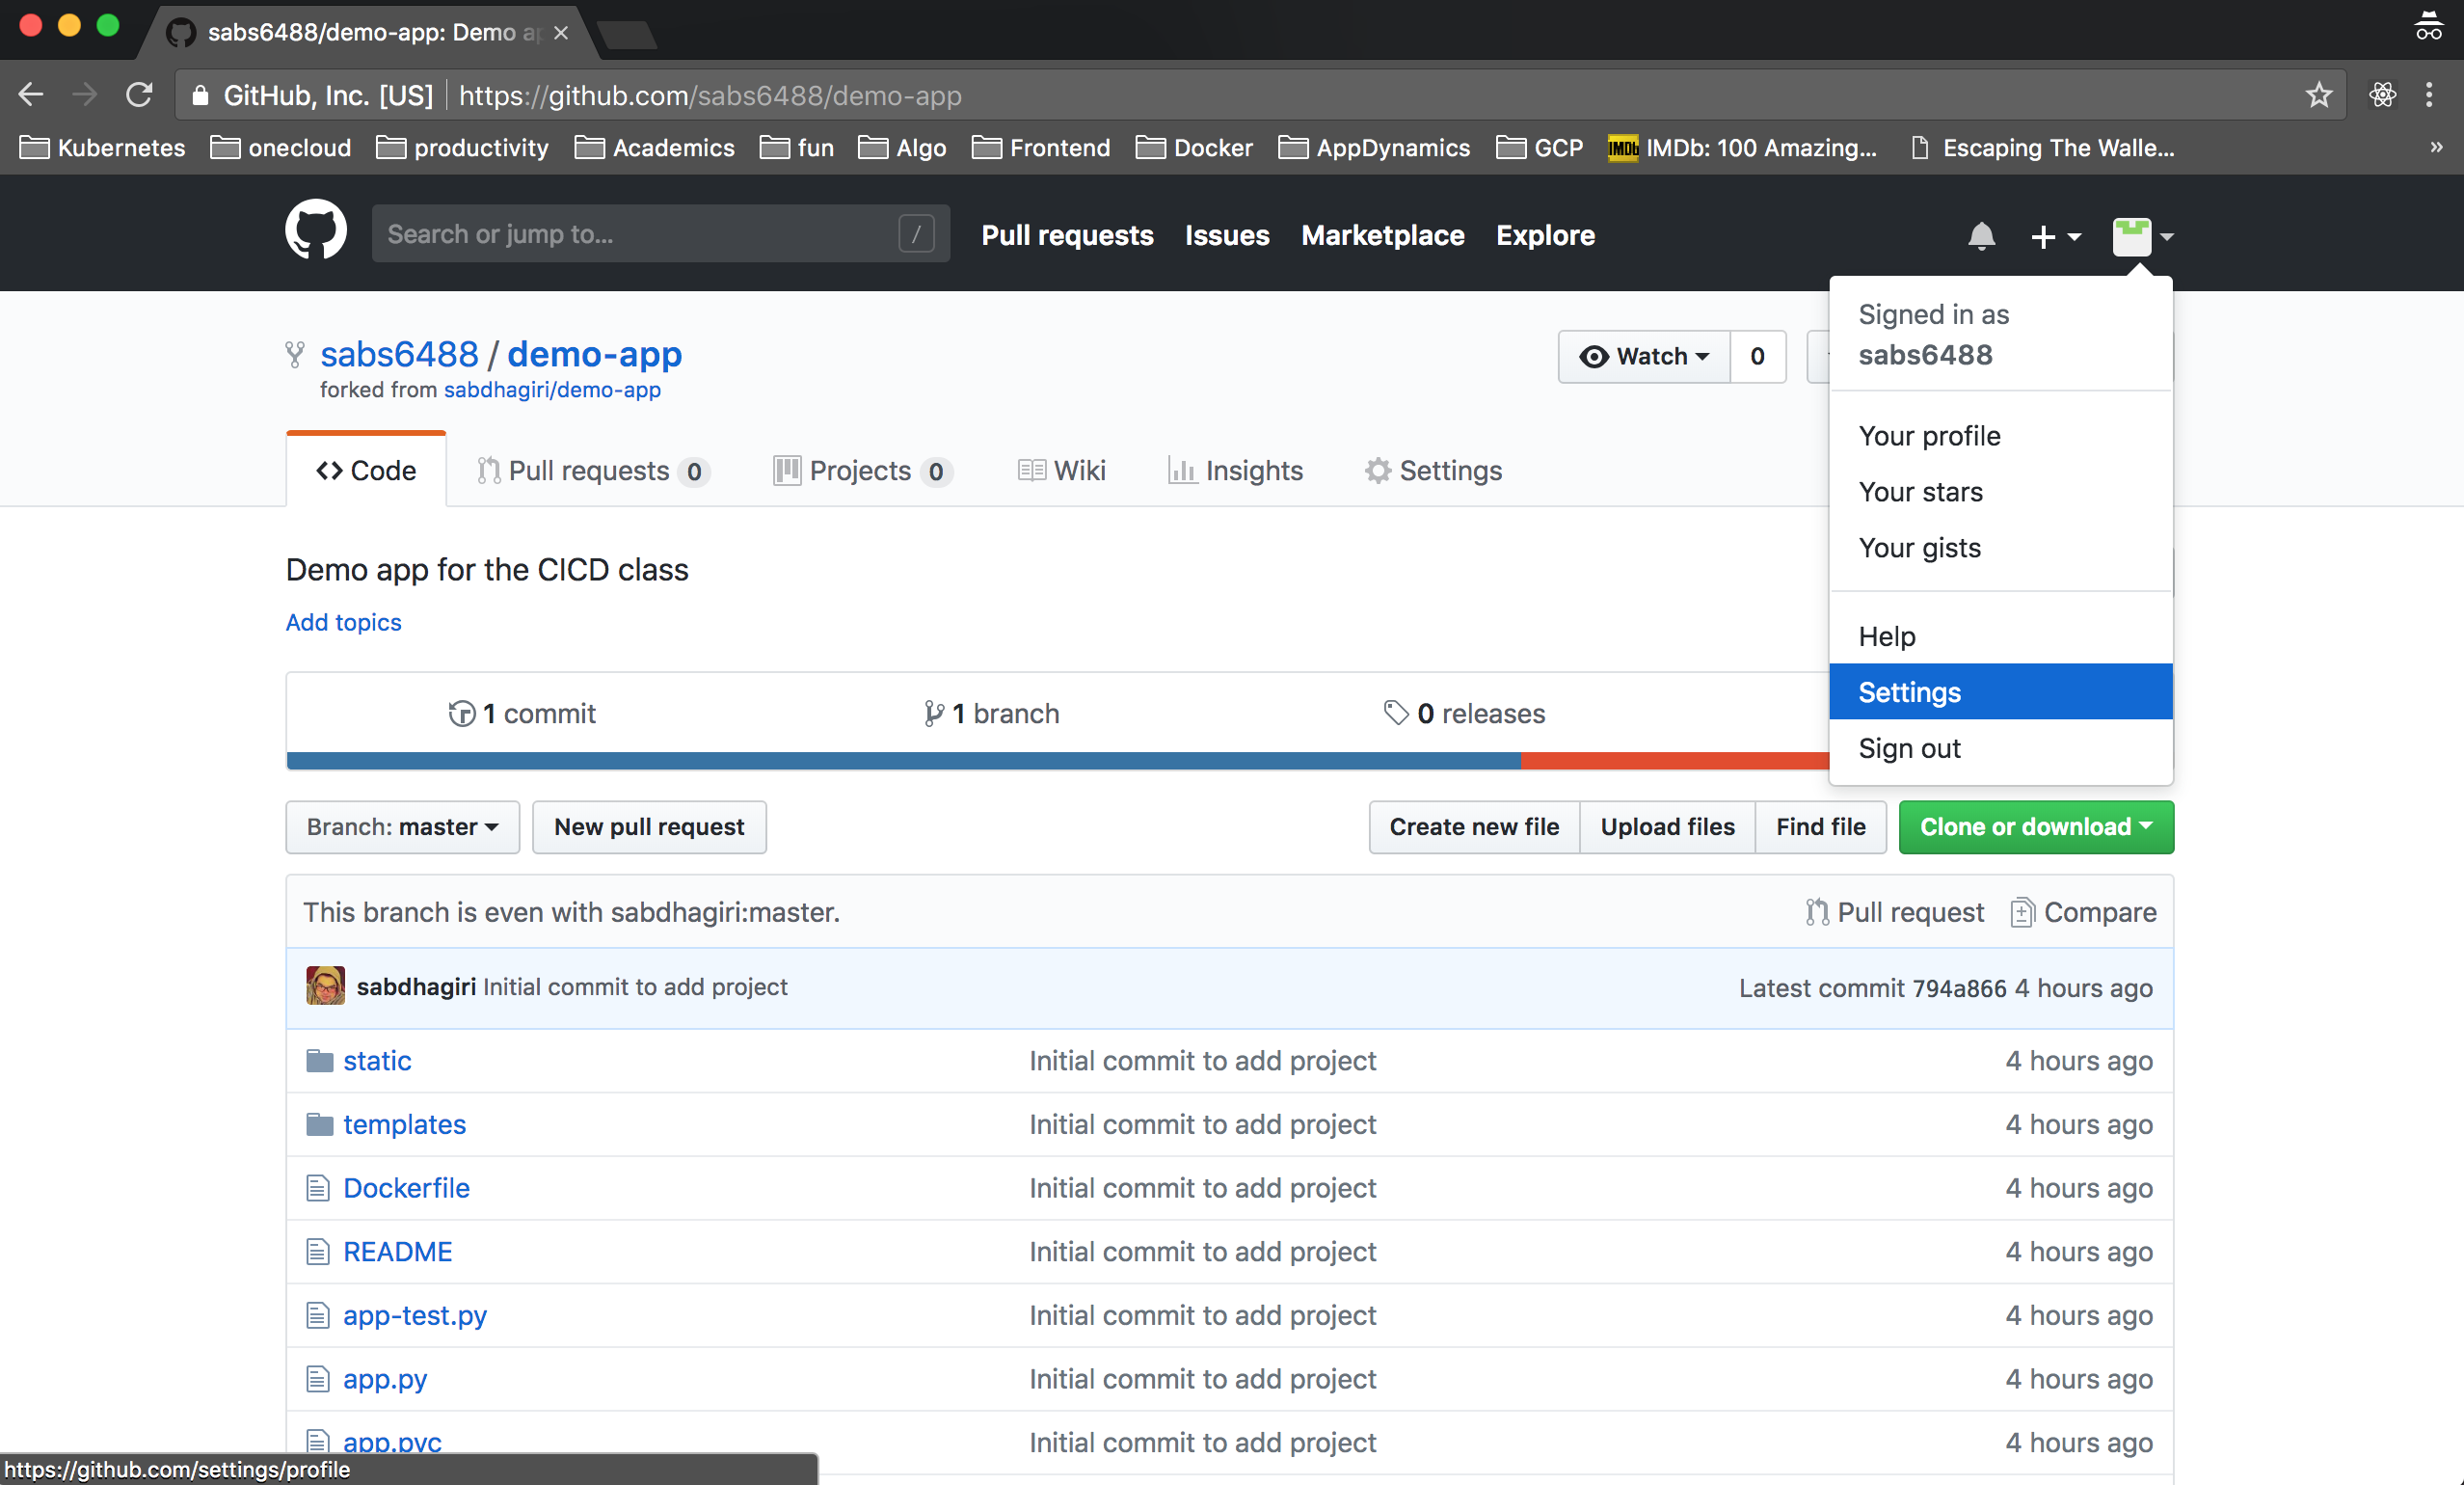 sabs6488/demo-app: Demo ap
GitHub, Inc. [US] https://github.com/sabs6488/demo-app
Kubernetes onecloud productivity Academics fun Algo Frontend Docker AppDynamics GCP IMDb IMDb: 100 Amazing... Escaping The Walle... »
Search or jump to... / Pull requests Issues Marketplace Explore
Signed in as
sabs6488
Your profile
Your stars
Your gists
Help
Settings
Sign out
sabs6488 / demo-app
forked from sabdhagiri/demo-app
Watch 0
Code Pull requests 0 Projects 0 Wiki Insights Settings
Demo app for the CICD class
Add topics
1 commit 1 branch 0 releases
Branch: master New pull request Create new file Upload files Find file Clone or download
This branch is even with sabdhagiri:master. Pull request Compare
sabdhagiri Initial commit to add project Latest commit 794a866 4 hours ago
static Initial commit to add project 4 hours ago
templates Initial commit to add project 4 hours ago
Dockerfile Initial commit to add project 4 hours ago
README Initial commit to add project 4 hours ago
app-test.py Initial commit to add project 4 hours ago
app.py Initial commit to add project 4 hours ago
app.pyc Initial commit to add project 4 hours ago
https://github.com/settings/profile